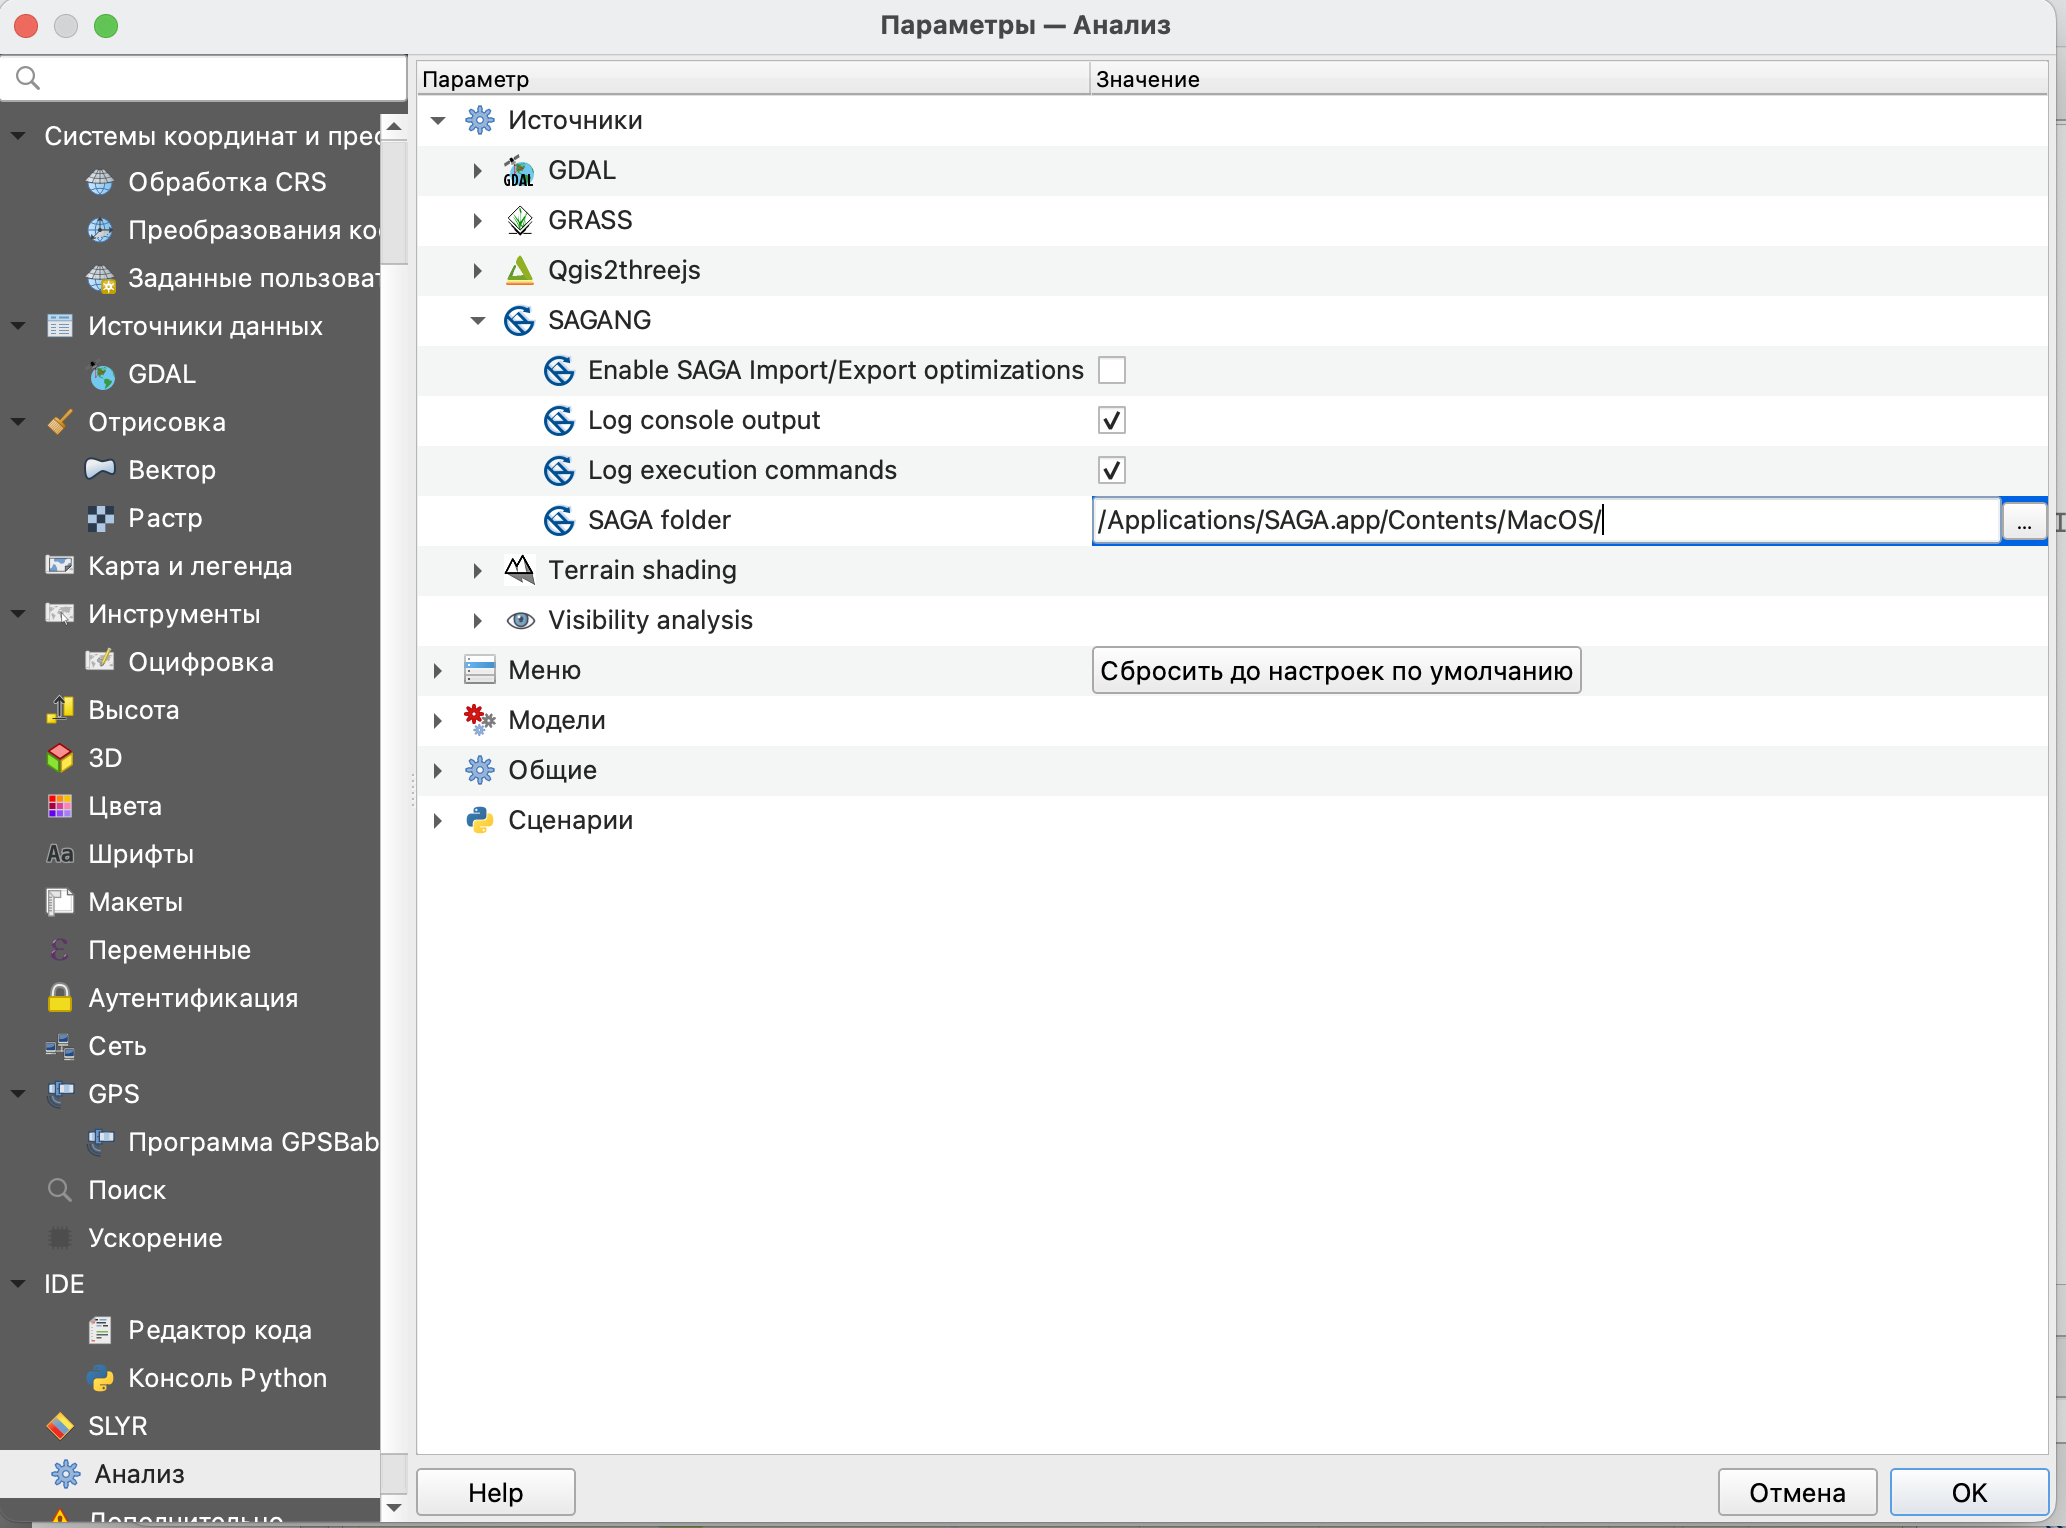 Параметры — Анализ
Параметр
Значение
Системы координат и прес
Обработка CRS
Преобразования ко
Заданные пользоват
Источники данных
GDAL
Отрисовка
Вектор
Растр
Карта и легенда
Инструменты
Оцифровка
Высота
3D
Цвета
Aa Шрифты
Макеты
Переменные
Аутентификация
Сеть
GPS
Программа GPSBab
Поиск
Ускорение
IDE
Редактор кода
Консоль Python
SLYR
Анализ
Дополнительно
Источники
GDAL GDAL
GRASS
Qgis2threejs
SAGANG
Enable SAGA Import/Export optimizations
Log console output
Log execution commands
SAGA folder
/Applications/SAGA.app/Contents/MacOS/
...
Terrain shading
Visibility analysis
Меню
Сбросить до настроек по умолчанию
Модели
Общие
Сценарии
Help
Отмена
OK